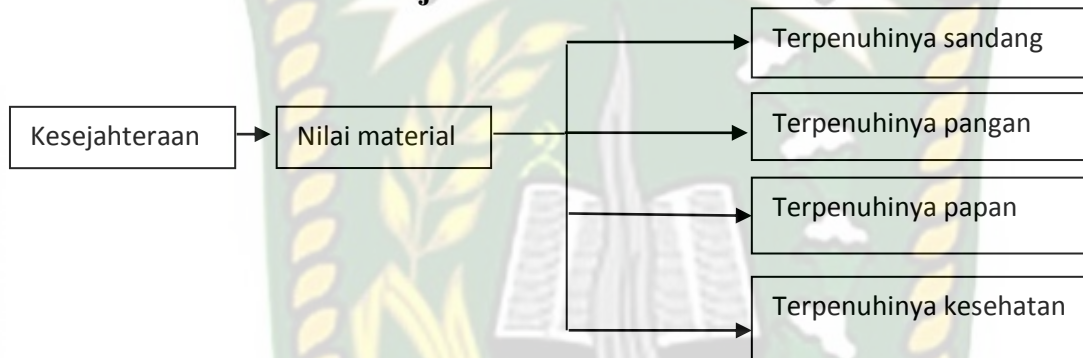 Terpenuhinya sandang
Kesejahteraan
Nilai material
Terpenuhinya pangan
Terpenuhinya papan
Terpenuhinya kesehatan